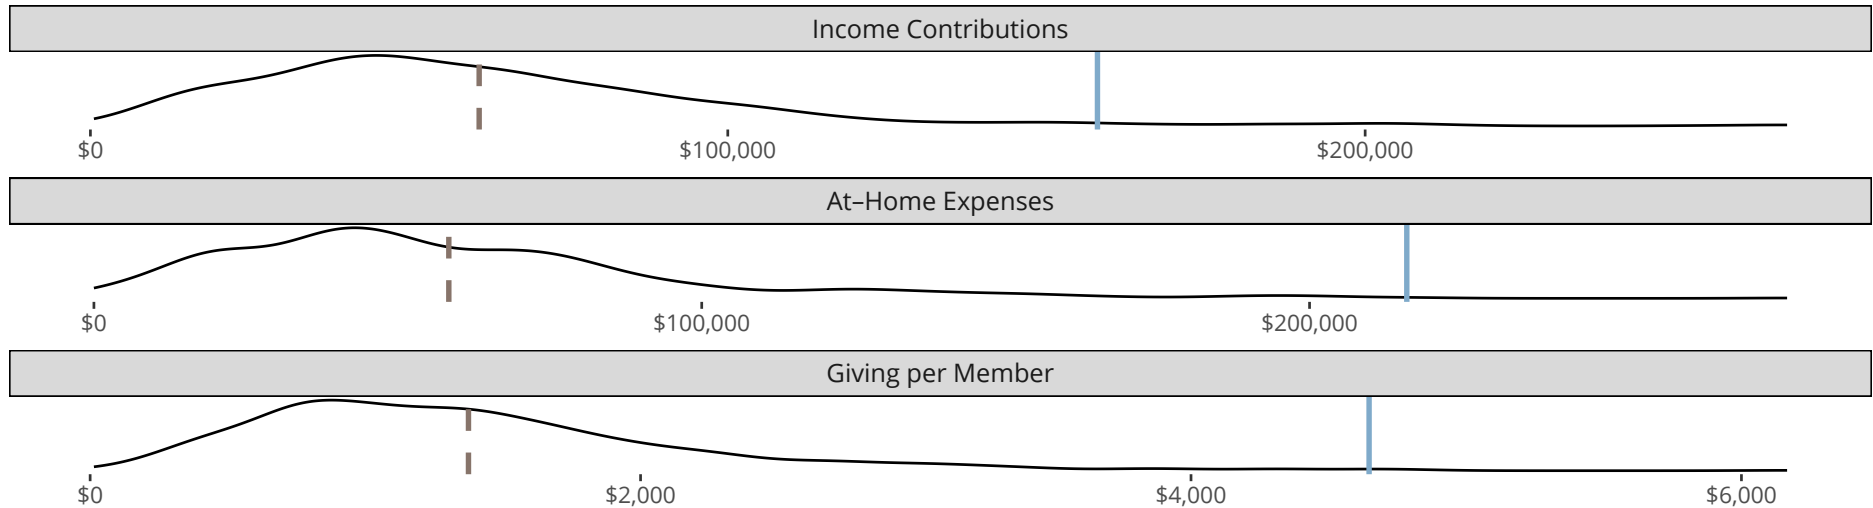 Income Contributions
$0 $100,000 $200,000
At–Home Expenses
$0 $100,000 $200,000
Giving per Member
$0 $2,000 $4,000 $6,000